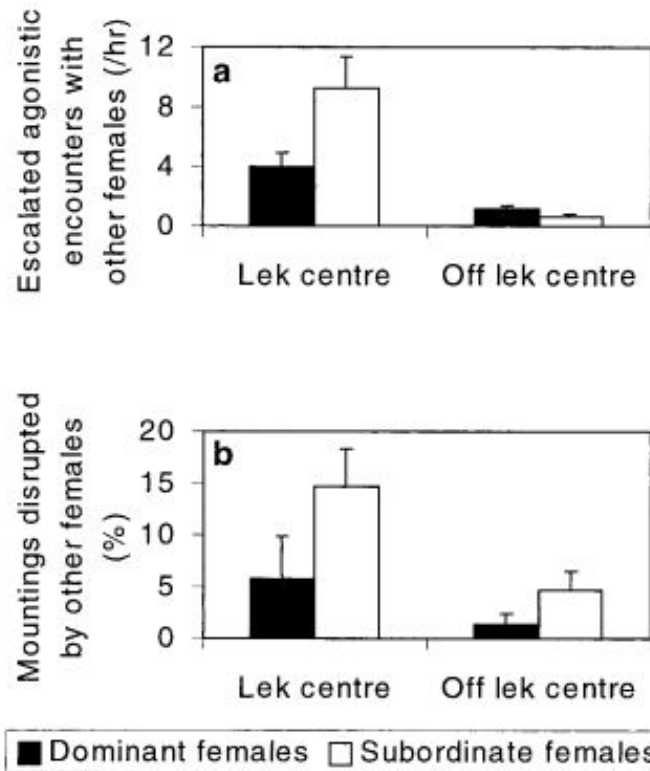 Escalated agonistic
encounters with
other females (/hr)
12
8
4
0
a
Lek centre
Off lek centre
Mountings disrupted
by other females
(%)
20
15
10
5
0
b
Lek centre
Off lek centre
Dominant females
Subordinate females